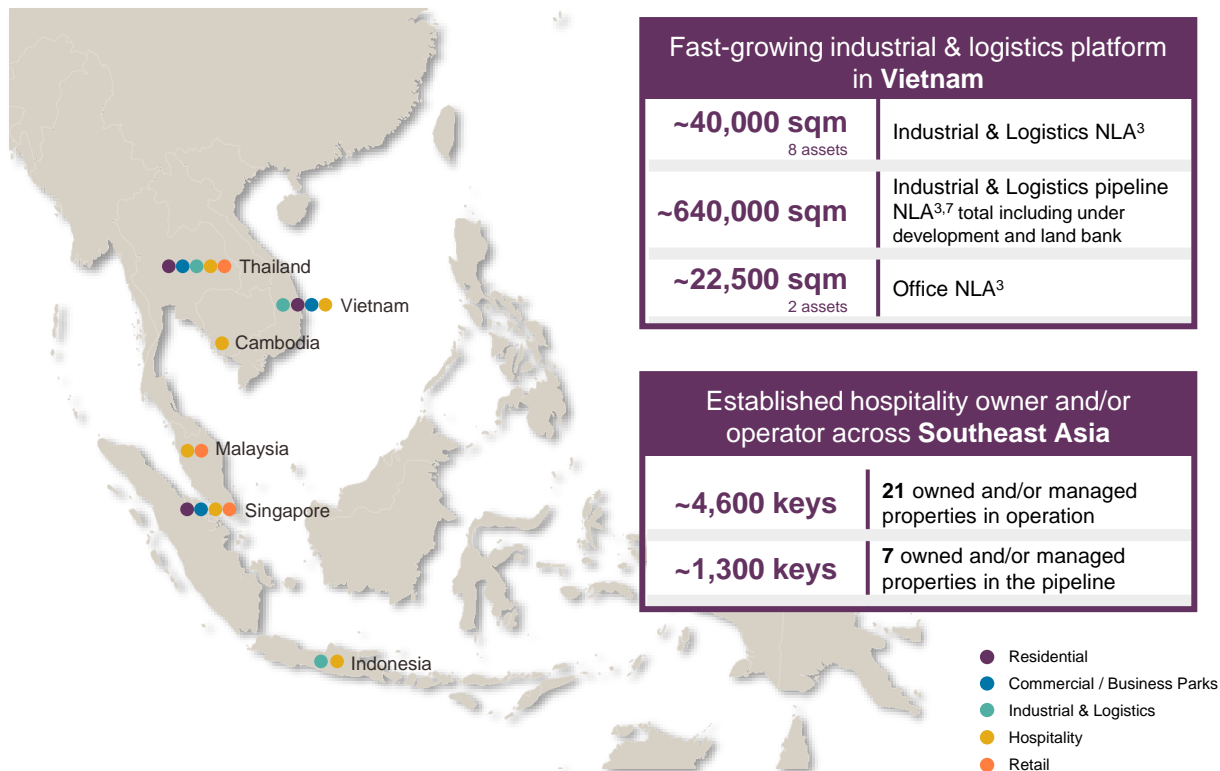 Fast-growing industrial & logistics platform
in Vietnam
~40,000 sqm
8 assets
Industrial & Logistics NLA3
~640,000 sqm
Industrial & Logistics pipeline
NLA3,7 total including under
development and land bank
~22,500 sqm
2 assets
Office NLA3
Thailand
Vietnam
Cambodia
Malaysia
Singapore
Indonesia
Established hospitality owner and/or
operator across Southeast Asia
~4,600 keys
21 owned and/or managed
properties in operation
~1,300 keys
7 owned and/or managed
properties in the pipeline
Residential
Commercial / Business Parks
Industrial & Logistics
Hospitality
Retail